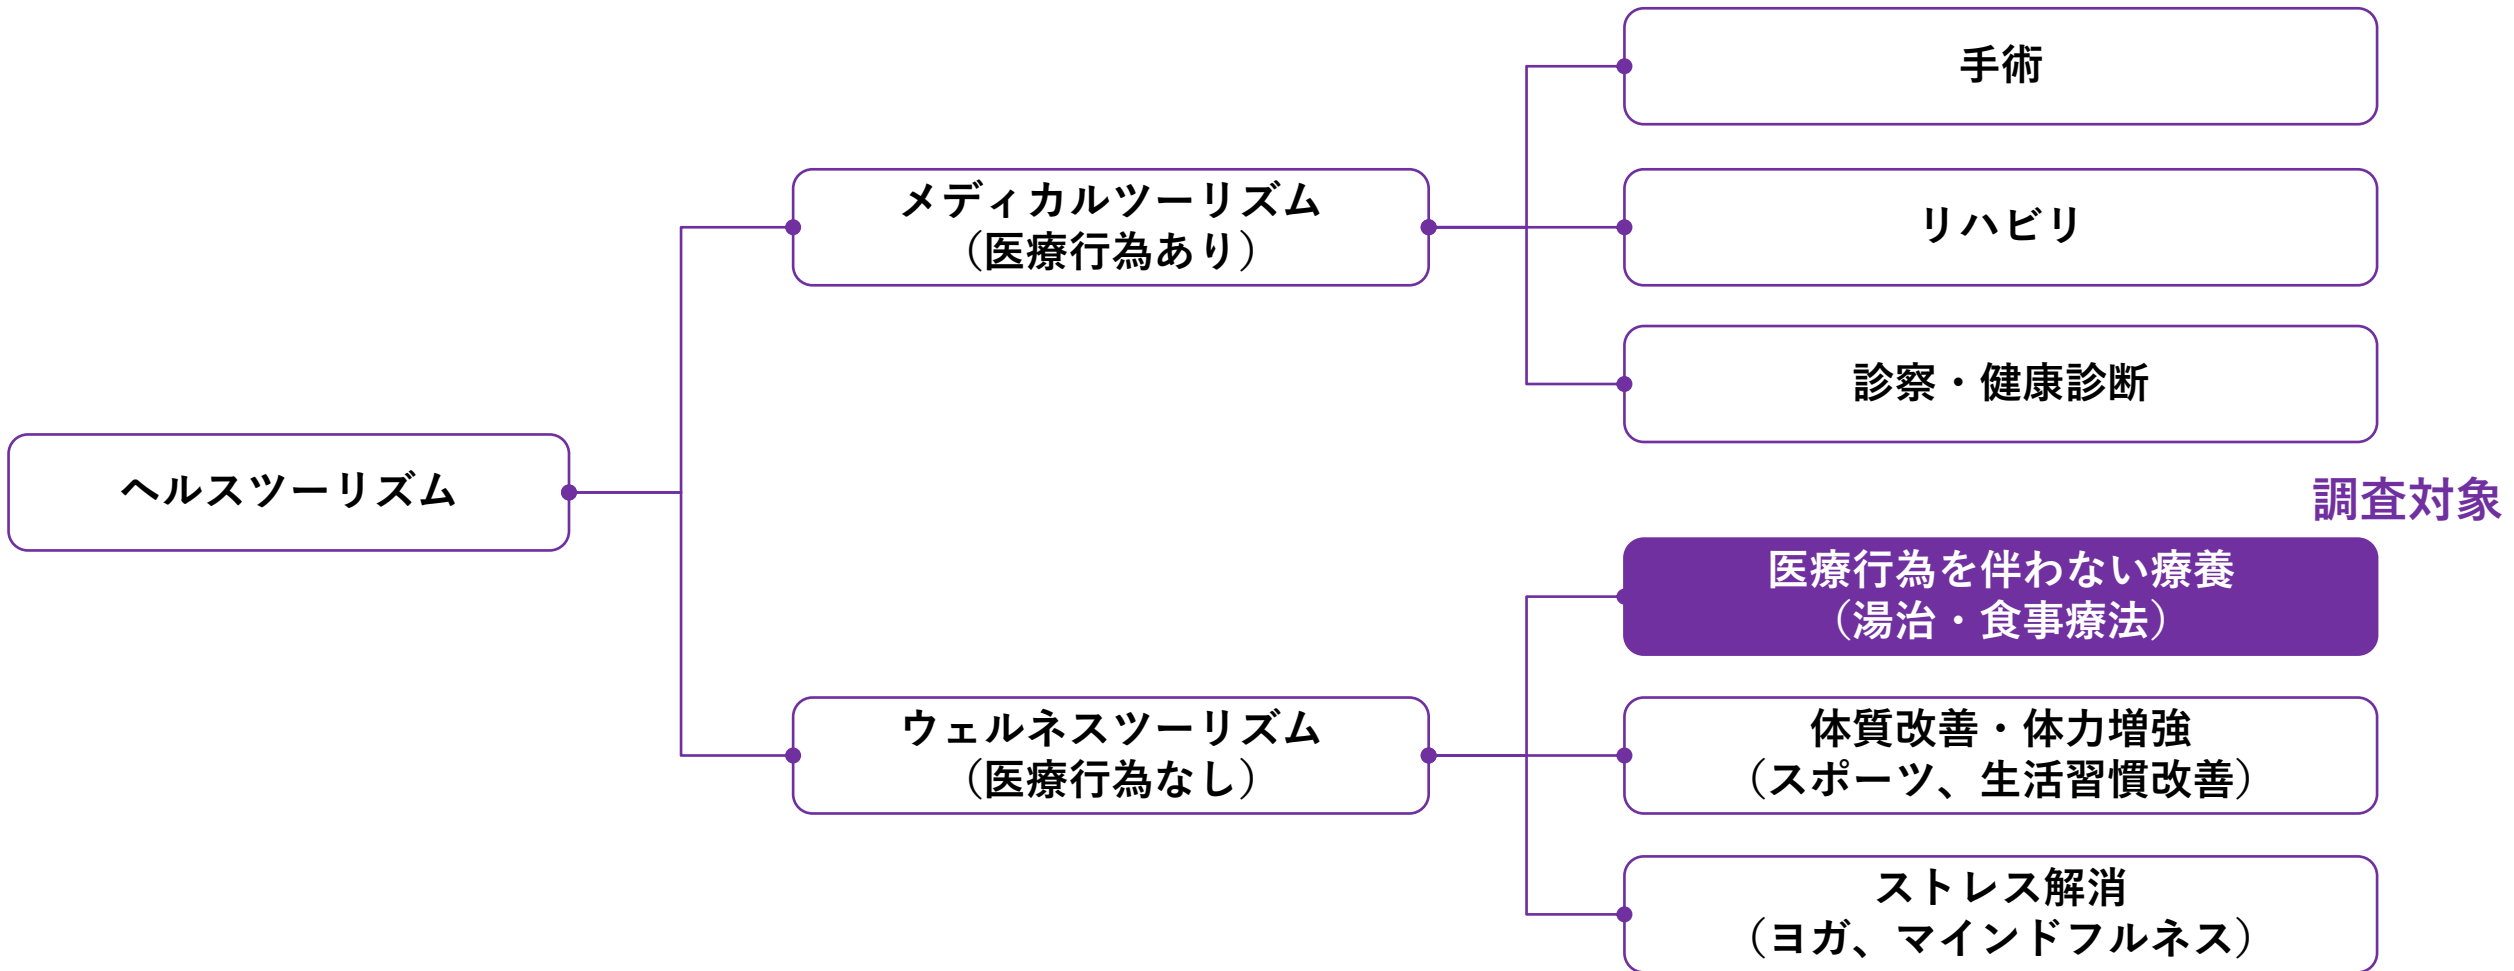 ヘルスツーリズム
メディカルツーリズム
（医療行為あり）
手術
リハビリ
診察・健康診断
ウェルネスツーリズム
（医療行為なし）
調査対象
医療行為を伴わない療養
（湯治・食事療法）
体質改善・体力増強
（スポーツ、生活習慣改善）
ストレス解消
（ヨガ、マインドフルネス）